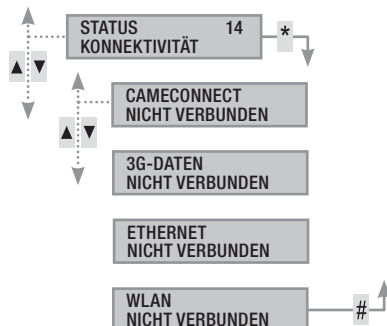 STATUS 14
KONNEKTIVITÄT
*
▲ ▼
CAMECONNECT
NICHT VERBUNDEN
▲ ▼
3G-DATEN
NICHT VERBUNDEN
ETHERNET
NICHT VERBUNDEN
WLAN
NICHT VERBUNDEN
#